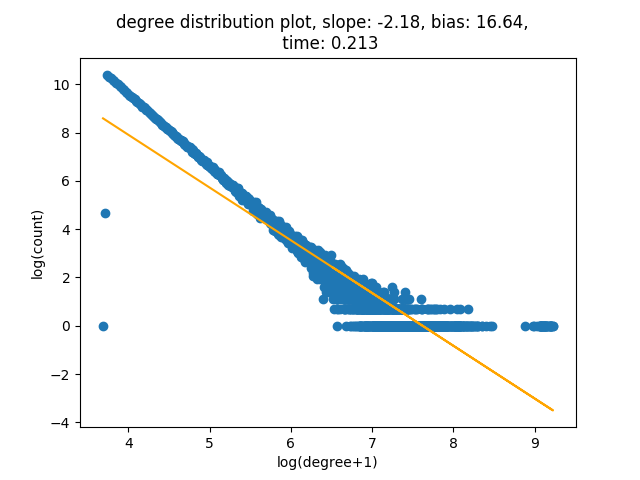 degree distribution plot, slope: -2.18, bias: 16.64,
time: 0.213
log(count)
10
8
6
4
2
0
−2
−4
4 5 6 7 8 9
log(degree+1)